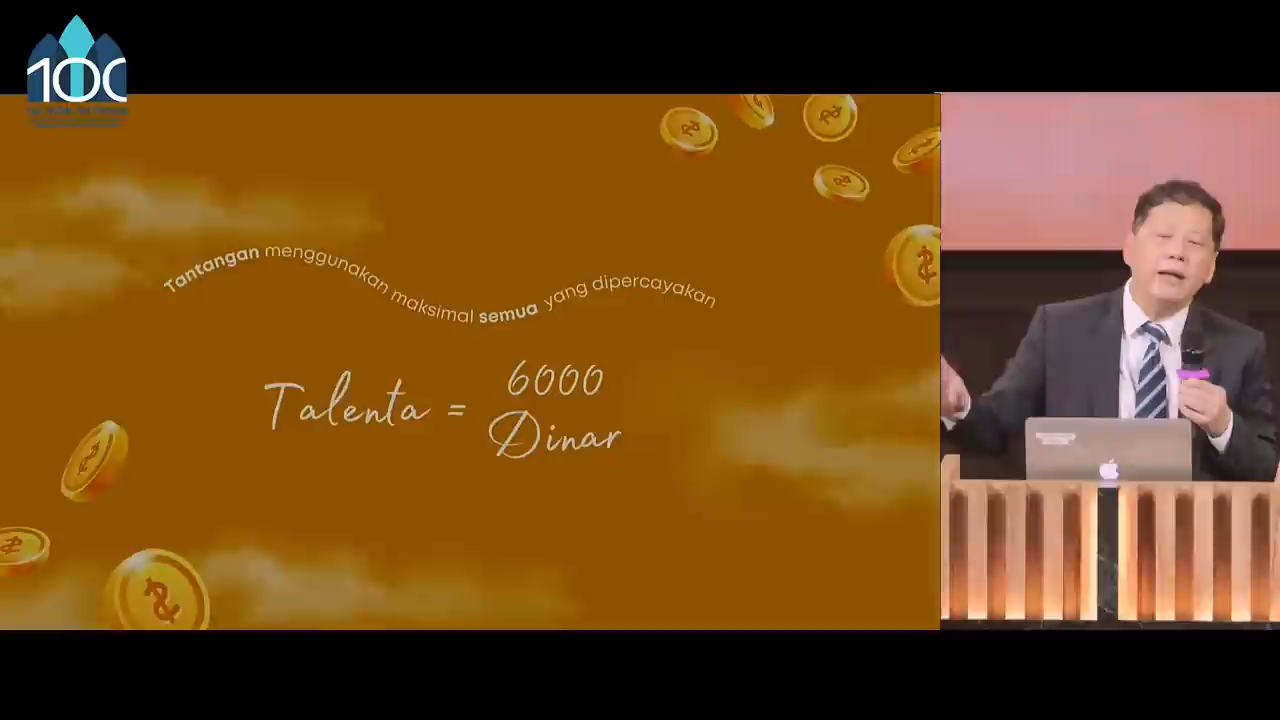 100
Tantangan menggunakan maksimal semua yang dipercayakan
Talenta = 6000 Dinar